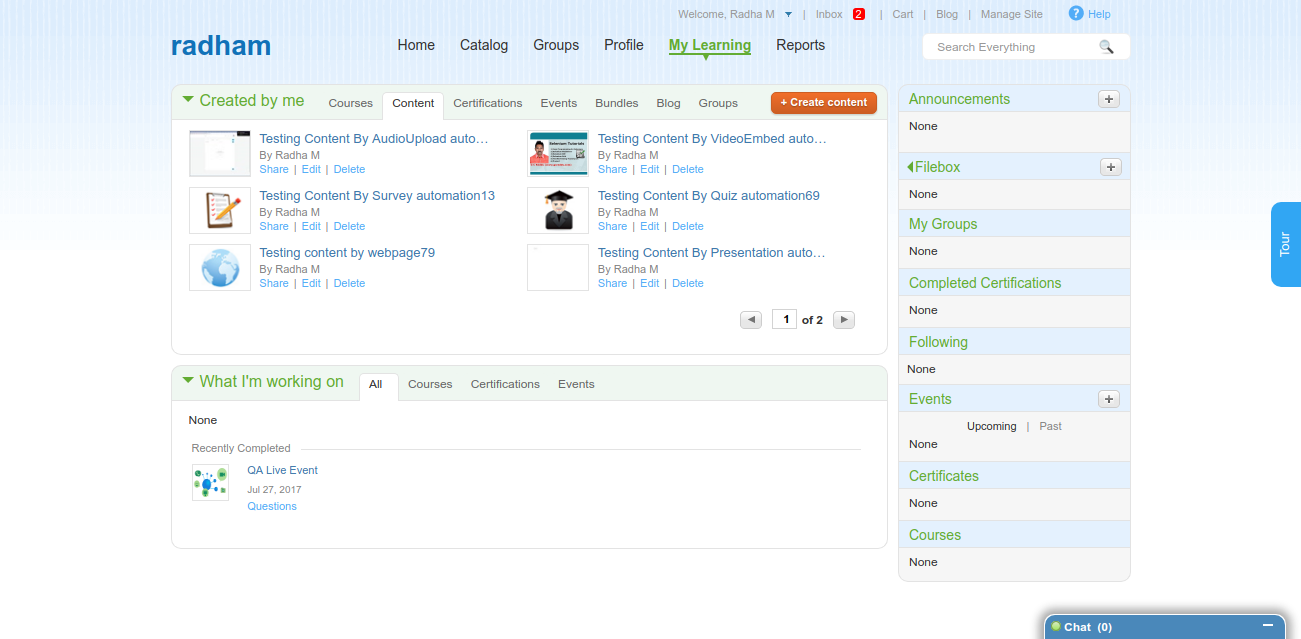 Welcome, Radha M | Inbox 2 | Cart | Blog | Manage Site ? Help
radham Home Catalog Groups Profile My Learning Reports Search Everything
Created by me Courses Content Certifications Events Bundles Blog Groups + Create content
Testing Content By AudioUpload auto...
By Radha M
Share | Edit | Delete
Testing Content By VideoEmbed auto...
By Radha M
Share | Edit | Delete
Selenium Tutorials
Testing Content By Survey automation13
By Radha M
Share | Edit | Delete
Testing Content By Quiz automation69
By Radha M
Share | Edit | Delete
Testing content by webpage79
By Radha M
Share | Edit | Delete
Testing Content By Presentation auto...
By Radha M
Share | Edit | Delete
1 of 2
What I'm working on All Courses Certifications Events
None
Recently Completed
QA Live Event
Jul 27, 2017
Questions
Announcements +
None
Filebox +
None
My Groups
None
Completed Certifications
None
Following
None
Events +
Upcoming | Past
None
Certificates
None
Courses
None
Tour
Chat (0)